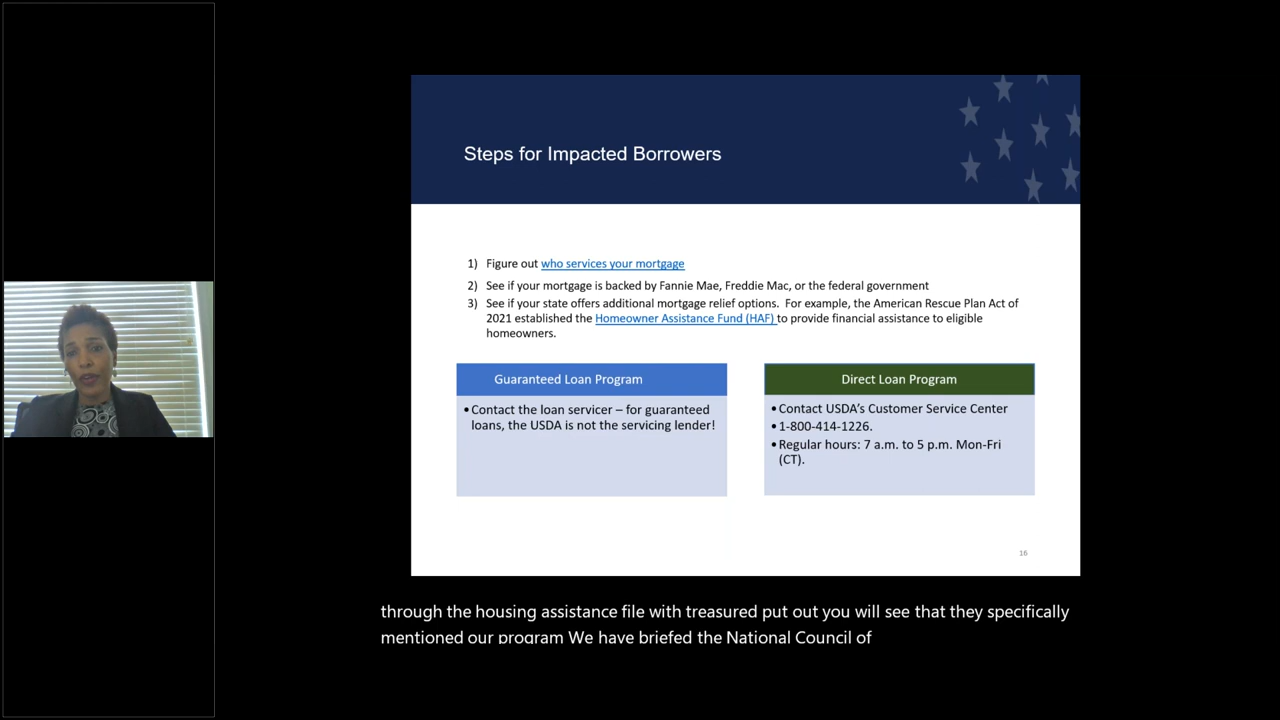 Steps for Impacted Borrowers
1) Figure out who services your mortgage
2) See if your mortgage is backed by Fannie Mae, Freddie Mac, or the federal government
3) See if your state offers additional mortgage relief options. For example, the American Rescue Plan Act of
2021 established the Homeowner Assistance Fund (HAF) to provide financial assistance to eligible
homeowners.
Guaranteed Loan Program
• Contact the loan servicer – for guaranteed
loans, the USDA is not the servicing lender!
Direct Loan Program
• Contact USDA’s Customer Service Center
• 1-800-414-1226.
• Regular hours: 7 a.m. to 5 p.m. Mon-Fri
(CT).
16
through the housing assistance file with treasured put out you will see that they specifically
mentioned our program We have briefed the National Council of